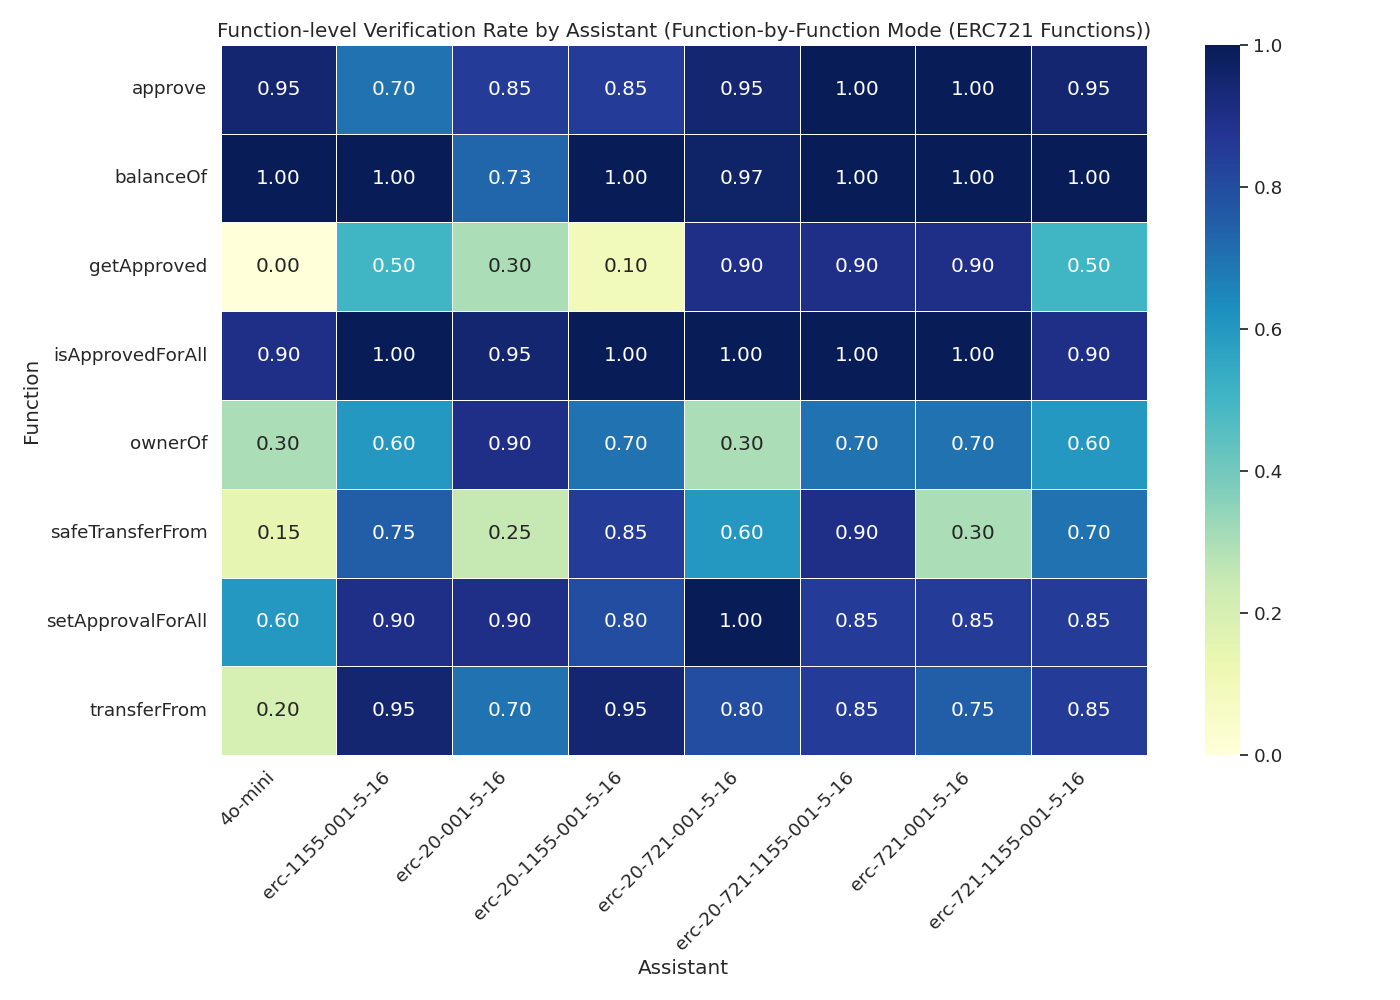 Function-level Verification Rate by Assistant (Function-by-Function Mode (ERC721 Functions))
approve 0.95 0.70 0.85 0.85 0.95 1.00 1.00 0.95
balanceOf 1.00 1.00 0.73 1.00 0.97 1.00 1.00 1.00
getApproved 0.00 0.50 0.30 0.10 0.90 0.90 0.90 0.50
isApprovedForAll 0.90 1.00 0.95 1.00 1.00 1.00 1.00 0.90
ownerOf 0.30 0.60 0.90 0.70 0.30 0.70 0.70 0.60
safeTransferFrom 0.15 0.75 0.25 0.85 0.60 0.90 0.30 0.70
setApprovalForAll 0.60 0.90 0.90 0.80 1.00 0.85 0.85 0.85
transferFrom 0.20 0.95 0.70 0.95 0.80 0.85 0.75 0.85
Function
4o-mini
erc-1155-001-5-16
erc-20-001-5-16
erc-20-1155-001-5-16
erc-20-721-001-5-16
erc-20-721-1155-001-5-16
erc-721-001-5-16
erc-721-1155-001-5-16
Assistant
1.0
0.8
0.6
0.4
0.2
0.0